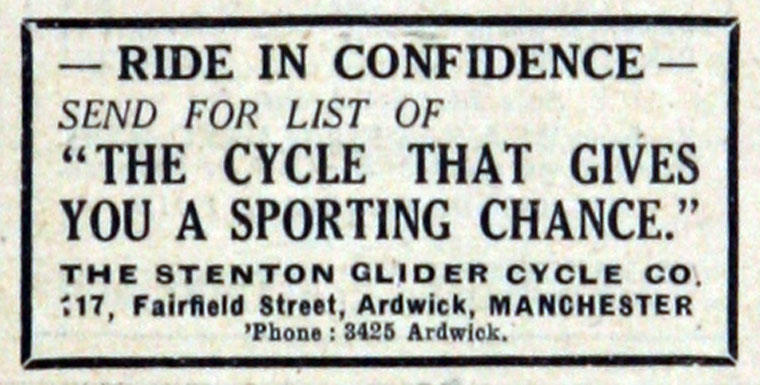 — RIDE IN CONFIDENCE —
SEND FOR LIST OF
“THE CYCLE THAT GIVES
YOU A SPORTING CHANCE.”
THE STENTON GLIDER CYCLE CO.
17, Fairfield Street, Ardwick, MANCHESTER
'Phone : 3425 Ardwick.